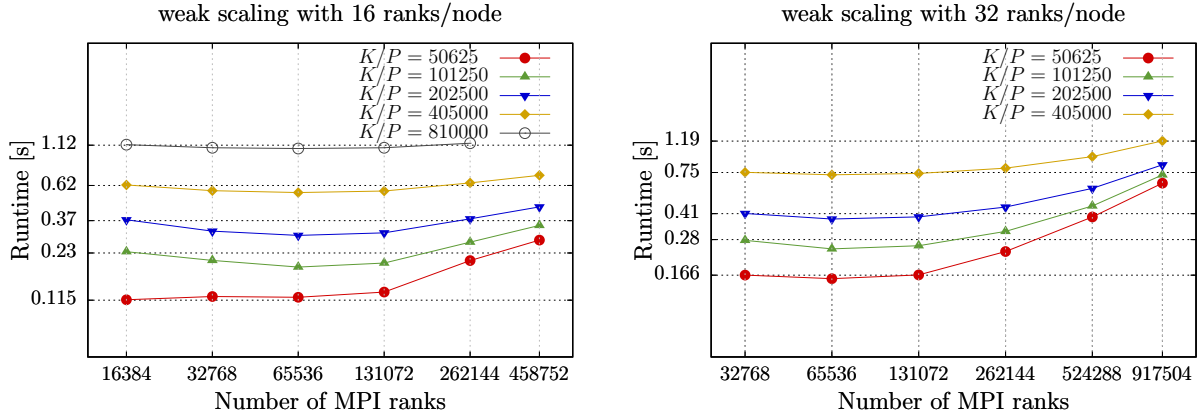 weak scaling with 16 ranks/node
K/P = 50625
K/P = 101250
K/P = 202500
K/P = 405000
K/P = 810000
Runtime [s]
1.12
0.62
0.37
0.23
0.115
16384 32768 65536 131072 262144 458752
Number of MPI ranks
weak scaling with 32 ranks/node
K/P = 50625
K/P = 101250
K/P = 202500
K/P = 405000
Runtime [s]
1.19
0.75
0.41
0.28
0.166
32768 65536 131072 262144 524288 917504
Number of MPI ranks